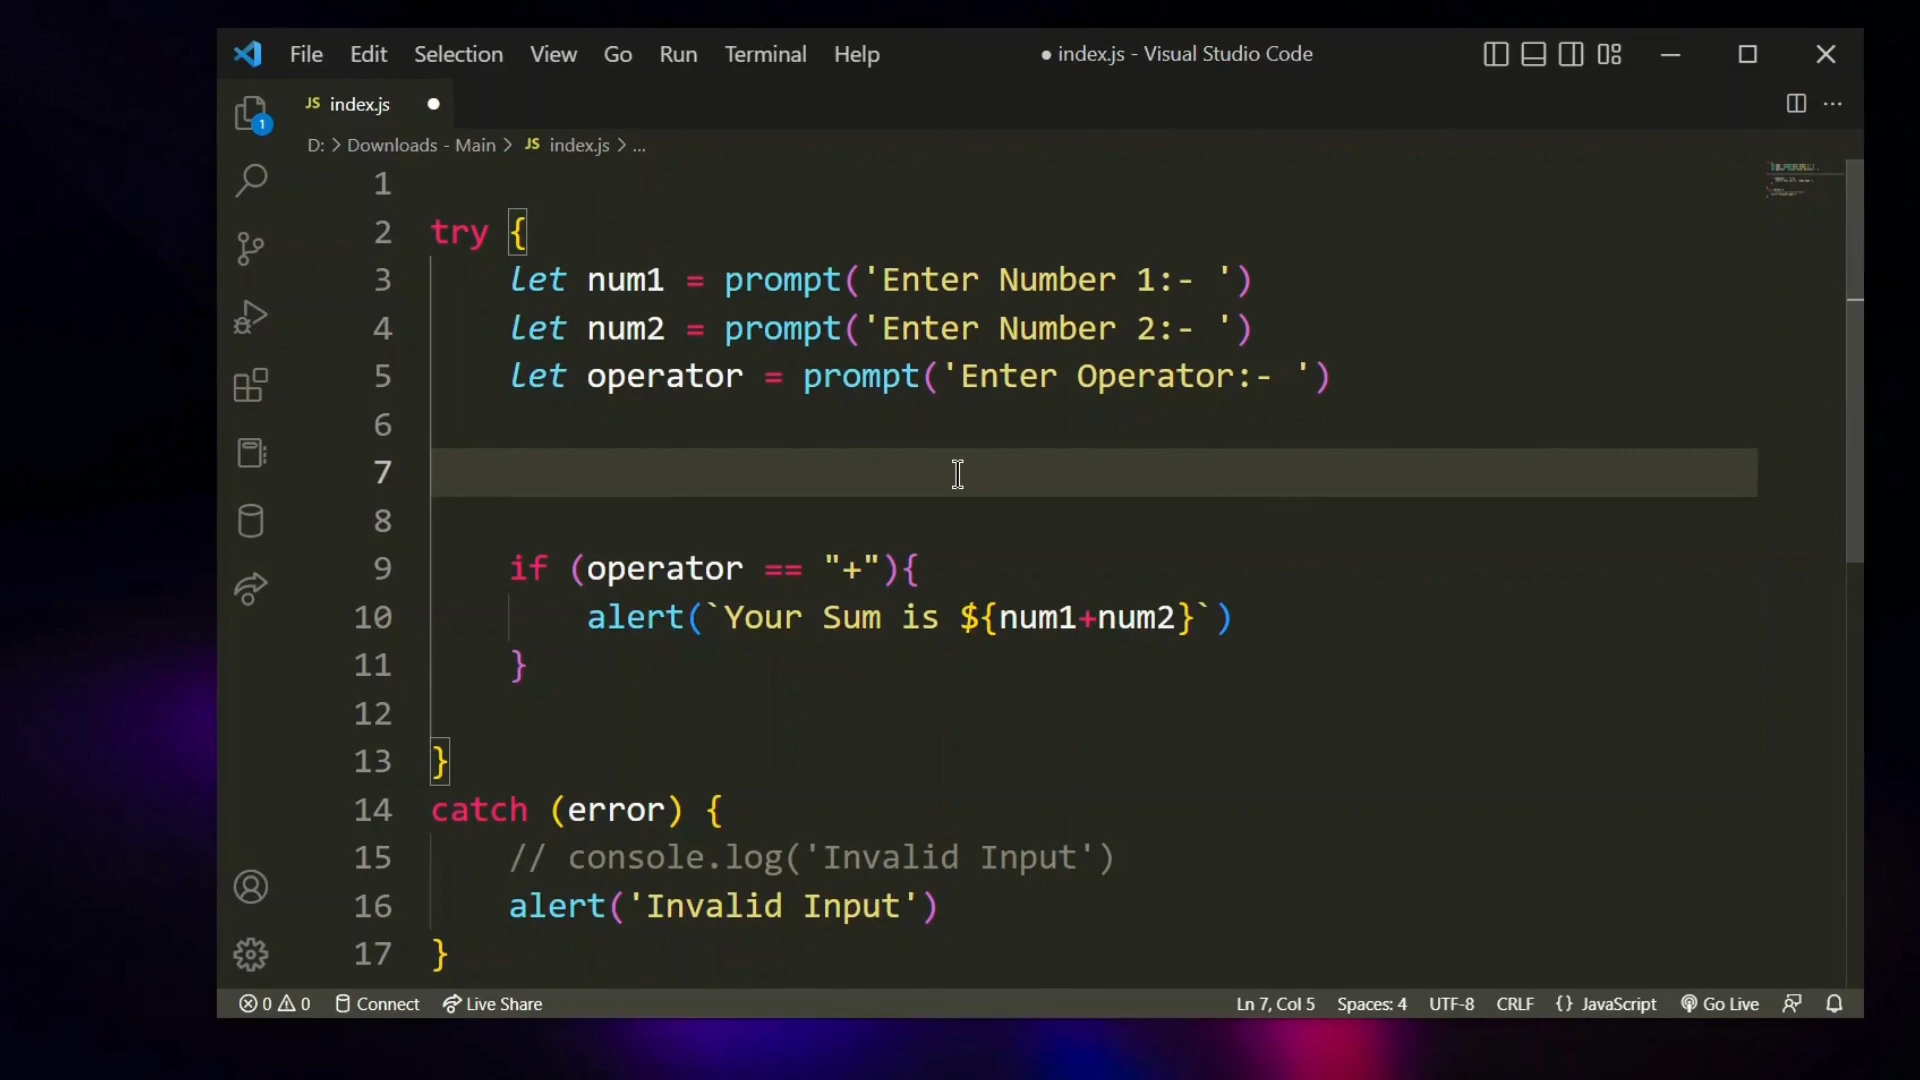 File Edit Selection View Go Run Terminal Help ● index.js - Visual Studio Code
JS index.js ●
1
D: > Downloads - Main > JS index.js > ...
1
2 try {
3     let num1 = prompt('Enter Number 1:- ')
4     let num2 = prompt('Enter Number 2:- ')
5     let operator = prompt('Enter Operator:- ')
6
7
8
9     if (operator == "+"){
10         alert(`Your Sum is ${num1+num2}`)
11     }
12
13 }
14 catch (error) {
15     // console.log('Invalid Input')
16     alert('Invalid Input')
17 }
0 0 Connect Live Share Ln 7, Col 5 Spaces: 4 UTF-8 CRLF {} JavaScript Go Live